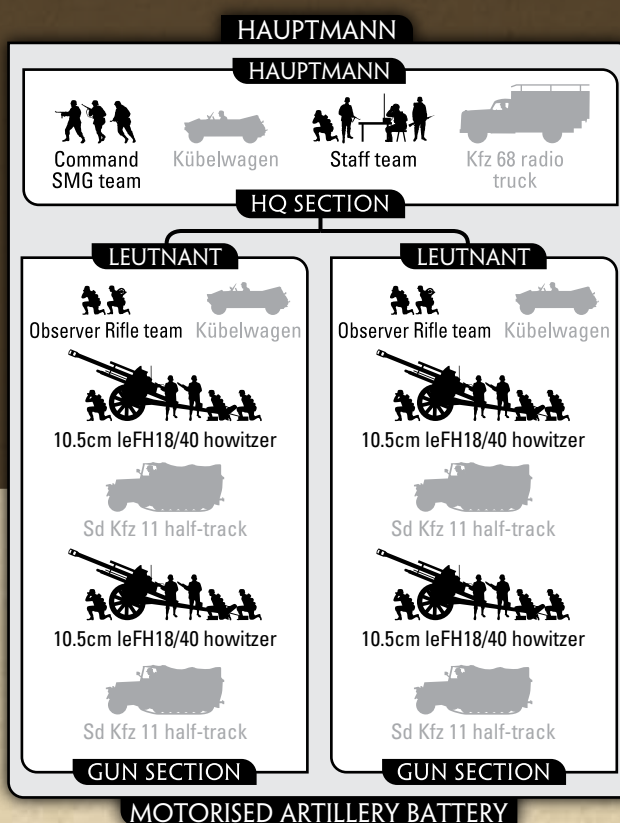 HAUPTMANN
HAUPTMANN
Command
SMG team
Kübelwagen
Staff team
Kfz 68 radio
truck
HQ SECTION
LEUTNANT
Observer Rifle team
Kübelwagen
10.5cm leFH18/40 howitzer
Sd Kfz 11 half-track
10.5cm leFH18/40 howitzer
Sd Kfz 11 half-track
GUN SECTION
LEUTNANT
Observer Rifle team
Kübelwagen
10.5cm leFH18/40 howitzer
Sd Kfz 11 half-track
10.5cm leFH18/40 howitzer
Sd Kfz 11 half-track
GUN SECTION
MOTORISED ARTILLERY BATTERY